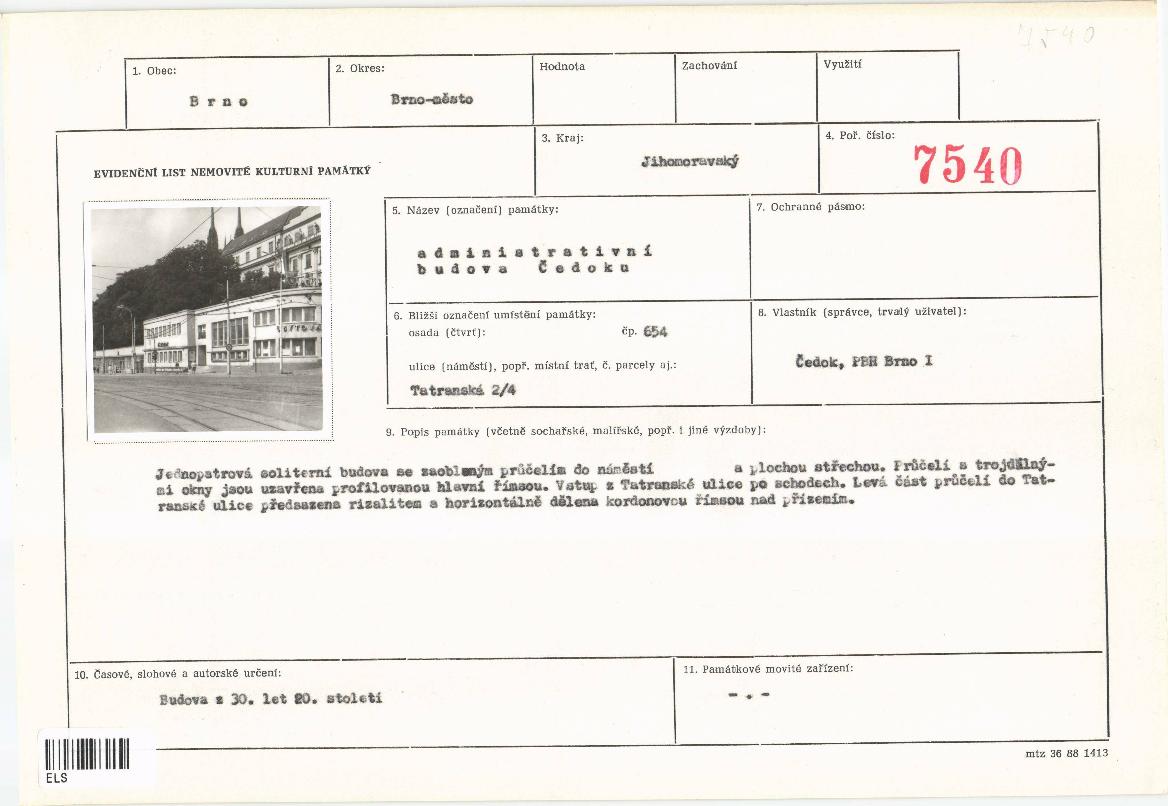 7540
1. Obec:
Brno
2. Okres:
Brno-město
Hodnota
Zachování
Využití
EVIDENČNÍ LIST NEMOVITÉ KULTURNÍ PAMÁTKY
3. Kraj:
Jihomoravský
4. Poř. číslo:
7540
5. Název (označení) památky:
administrativní
budova Čedoku
7. Ochranné pásmo:
6. Bližší označení umístění památky:
osada (čtvrť): čp. 654
ulice (náměstí), popř. místní trať, č. parcely aj.:
Tatranská 2/4
8. Vlastník (správce, trvalý uživatel):
Čedok, PBH Brno I
9. Popis památky (včetně sochařské, malířské, popř. i jiné výzdoby):
Jednopatrová soliterní budova se zaobleným průčelím do náměstí a plochou střechou. Průčelí s trojdílný-
mi okny jsou uzavřena profilovanou hlavní římsou. Vstup z Tatranské ulice po schodech. Levá část průčelí do Tat-
ranské ulice předsazena rizalitem a horizontálně dělena kordonovou římsou nad přízemím.
10. Časové, slohové a autorské určení:
Budova z 30. let 20. století
11. Památkové movité zařízení:
- . -
mtz 36 88 1413
ELS